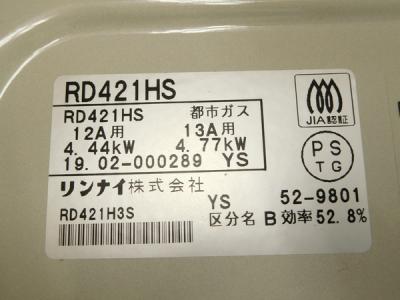 RD421HS
RD421HS 都市ガス
12A用 13A用
4.44kW 4.77kW
19.02-000289 YS
リンナイ株式会社
YS 52-9801
RD421H3S 区分名 B 効率52.8%
JIA認証
PS
TG